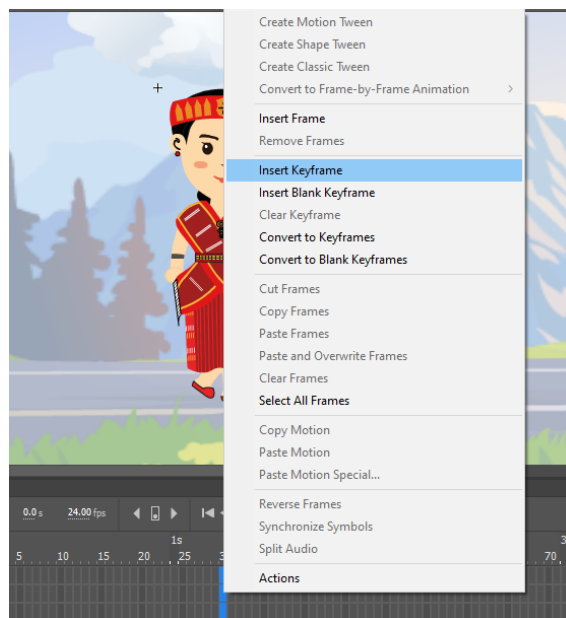 Create Motion Tween
Create Shape Tween
Create Classic Tween
Convert to Frame-by-Frame Animation
Insert Frame
Remove Frames
Insert Keyframe
Insert Blank Keyframe
Clear Keyframe
Convert to Keyframes
Convert to Blank Keyframes
Cut Frames
Copy Frames
Paste Frames
Paste and Overwrite Frames
Clear Frames
Select All Frames
Copy Motion
Paste Motion
Paste Motion Special...
Reverse Frames
Synchronize Symbols
Split Audio
Actions
0.0 s 24.00 fps
1s
5 10 15 20 25 70